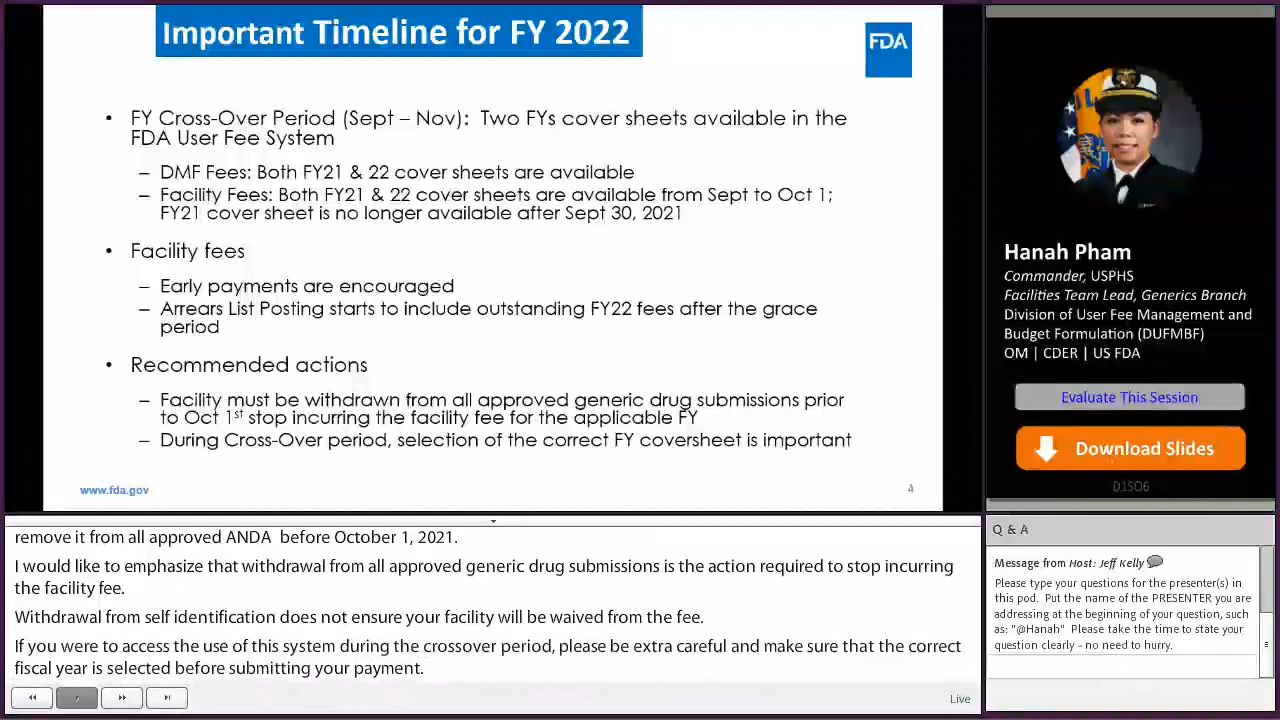 Important Timeline for FY 2022
FDA
• FY Cross-Over Period (Sept – Nov): Two FYs cover sheets available in the
FDA User Fee System
– DMF Fees: Both FY21 & 22 cover sheets are available
– Facility Fees: Both FY21 & 22 cover sheets are available from Sept to Oct 1;
FY21 cover sheet is no longer available after Sept 30, 2021
• Facility fees
– Early payments are encouraged
– Arrears List Posting starts to include outstanding FY22 fees after the grace
period
• Recommended actions
– Facility must be withdrawn from all approved generic drug submissions prior
to Oct 1st stop incurring the facility fee for the applicable FY
– During Cross-Over period, selection of the correct FY coversheet is important
www.fda.gov
4
Hanah Pham
Commander, USPHS
Facilities Team Lead, Generics Branch
Division of User Fee Management and
Budget Formulation (DUFMBF)
OM | CDER | US FDA
Evaluate This Session
Download Slides
D1S06
remove it from all approved ANDA before October 1, 2021.
I would like to emphasize that withdrawal from all approved generic drug submissions is the action required to stop incurring
the facility fee.
Withdrawal from self identification does not ensure your facility will be waived from the fee.
If you were to access the use of this system during the crossover period, please be extra careful and make sure that the correct
fiscal year is selected before submitting your payment.
Live
Q & A
Message from Host: Jeff Kelly
Please type your questions for the presenter(s) in
this pod. Put the name of the PRESENTER you are
addressing at the beginning of your question, such
as: "@Hanah" Please take the time to state your
question clearly - no need to hurry.